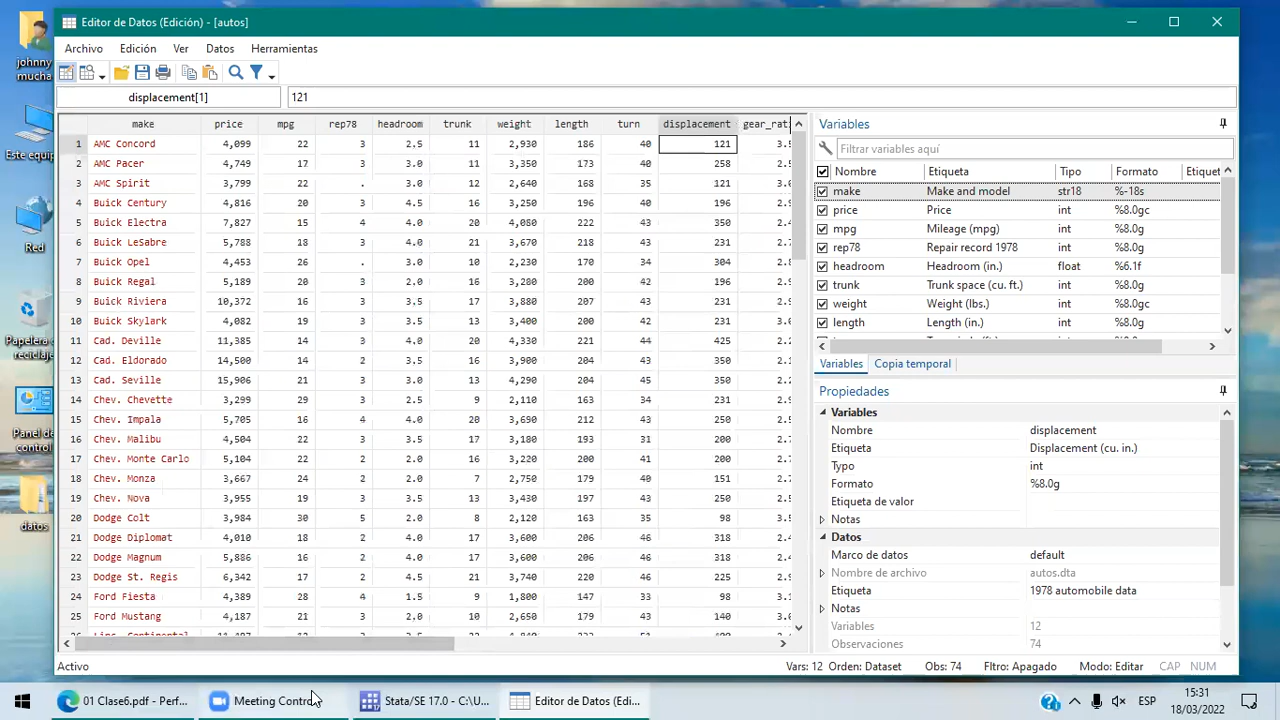 Editor de Datos (Edición) - [autos]
Archivo Edición Ver Datos Herramientas
displacement[1] 121
make price mpg rep78 headroom trunk weight length turn displacement
1 AMC Concord 4,099 22 3 2.5 11 2,930 186 40 121
2 AMC Pacer 4,749 17 3 3.0 11 3,350 173 40 258
3 AMC Spirit 3,799 22 . 3.0 12 2,640 168 35 121
4 Buick Century 4,816 20 3 4.5 16 3,250 196 40 196
5 Buick Electra 7,827 15 4 4.0 20 4,080 222 43 350
6 Buick LeSabre 5,788 18 3 4.0 21 3,670 218 43 231
7 Buick Opel 4,453 26 . 3.0 10 2,230 170 34 304
8 Buick Regal 5,189 20 3 2.0 16 3,280 200 42 196
9 Buick Riviera 10,372 16 3 3.5 17 3,880 207 43 231
10 Buick Skylark 4,082 19 3 3.5 13 3,400 200 42 231
11 Cad. Deville 11,385 14 3 4.0 20 4,330 221 44 425
12 Cad. Eldorado 14,500 14 2 3.5 16 3,900 204 43 350
13 Cad. Seville 15,906 21 3 3.0 13 4,290 204 45 350
14 Chev. Chevette 3,299 29 3 2.5 9 2,110 163 34 231
15 Chev. Impala 5,705 16 4 4.0 20 3,690 212 43 250
16 Chev. Malibu 4,504 22 3 3.5 17 3,180 193 31 200
17 Chev. Monte Carlo 5,104 22 2 2.0 16 3,220 200 41 200
18 Chev. Monza 3,667 24 2 2.0 7 2,750 179 40 151
19 Chev. Nova 3,955 19 3 3.5 13 3,430 197 43 250
20 Dodge Colt 3,984 30 5 2.0 8 2,120 163 35 98
21 Dodge Diplomat 4,010 18 2 4.0 17 3,600 206 46 318
22 Dodge Magnum 5,886 16 2 4.0 17 3,600 206 46 318
23 Dodge St. Regis 6,342 17 2 4.5 21 3,740 220 46 225
24 Ford Fiesta 4,389 28 4 1.5 9 1,800 147 33 98
25 Ford Mustang 4,187 21 3 2.0 10 2,650 179 43 140
Variables
Filtrar variables aquí
Nombre Etiqueta Tipo Formato Etiquet
make Make and model str18 %-18s
price Price int %8.0gc
mpg Mileage (mpg) int %8.0g
rep78 Repair record 1978 int %8.0g
headroom Headroom (in.) float %6.1f
trunk Trunk space (cu. ft.) int %8.0g
weight Weight (lbs.) int %8.0gc
length Length (in.) int %8.0g
Variables Copia temporal
Propiedades
Variables
Nombre displacement
Etiqueta Displacement (cu. in.)
Typo int
Formato %8.0g
Etiqueta de valor
Notas
Datos
Marco de datos default
Nombre de archivo autos.dta
Etiqueta 1978 automobile data
Notas
Variables 12
Observaciones 74
Activo Vars: 12 Orden: Dataset Obs: 74 Fltro: Apagado Modo: Editar CAP NUM
johnny
mucha
Red
datos
01 Clase6.pdf - Perf... Meeting Contro Stata/SE 17.0 - C:\U... Editor de Datos (Edi... ESP
18/03/2022